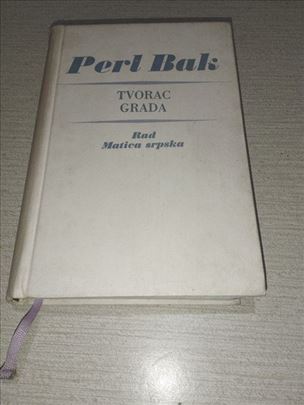 Perl Bak
TVORAC
GRADA
Rad
Matica srpska